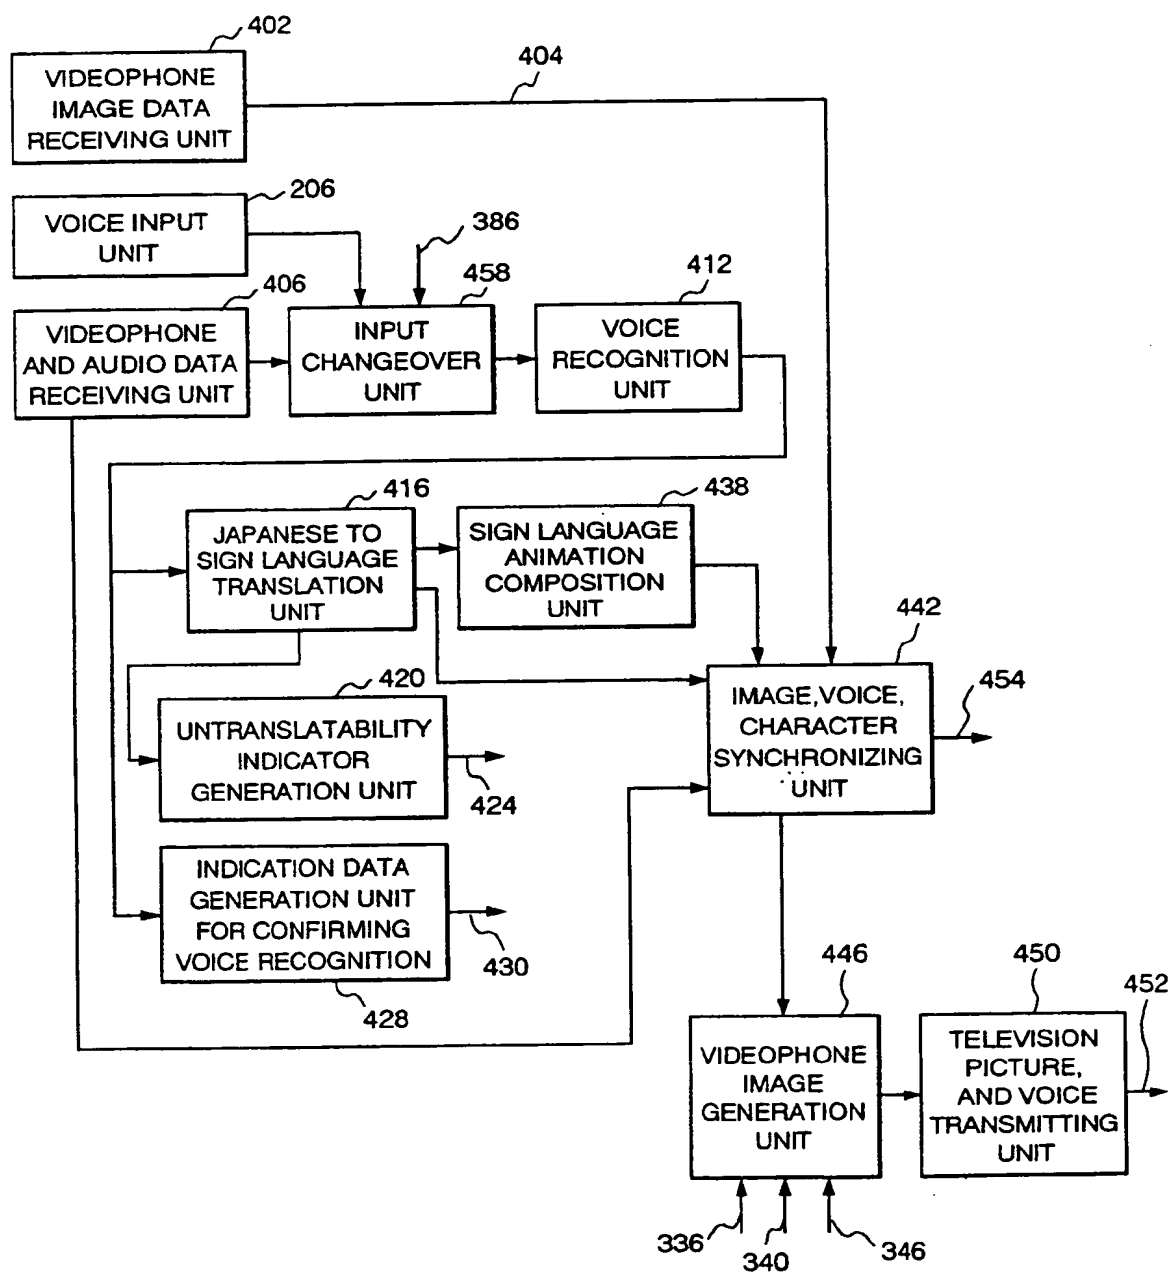 402
VIDEOPHONE
IMAGE DATA
RECEIVING UNIT
404
206
VOICE INPUT
UNIT
386
406
VIDEOPHONE
AND AUDIO DATA
RECEIVING UNIT
458
INPUT
CHANGEOVER
UNIT
412
VOICE
RECOGNITION
UNIT
416
JAPANESE TO
SIGN LANGUAGE
TRANSLATION
UNIT
438
SIGN LANGUAGE
ANIMATION
COMPOSITION
UNIT
442
IMAGE, VOICE,
CHARACTER
SYNCHRONIZING
UNIT
454
420
UNTRANSLATABILITY
INDICATOR
GENERATION UNIT
424
INDICATION DATA
GENERATION UNIT
FOR CONFIRMING
VOICE RECOGNITION
430
428
446
VIDEOPHONE
IMAGE
GENERATION
UNIT
450
TELEVISION
PICTURE,
AND VOICE
TRANSMITTING
UNIT
452
336
340
346